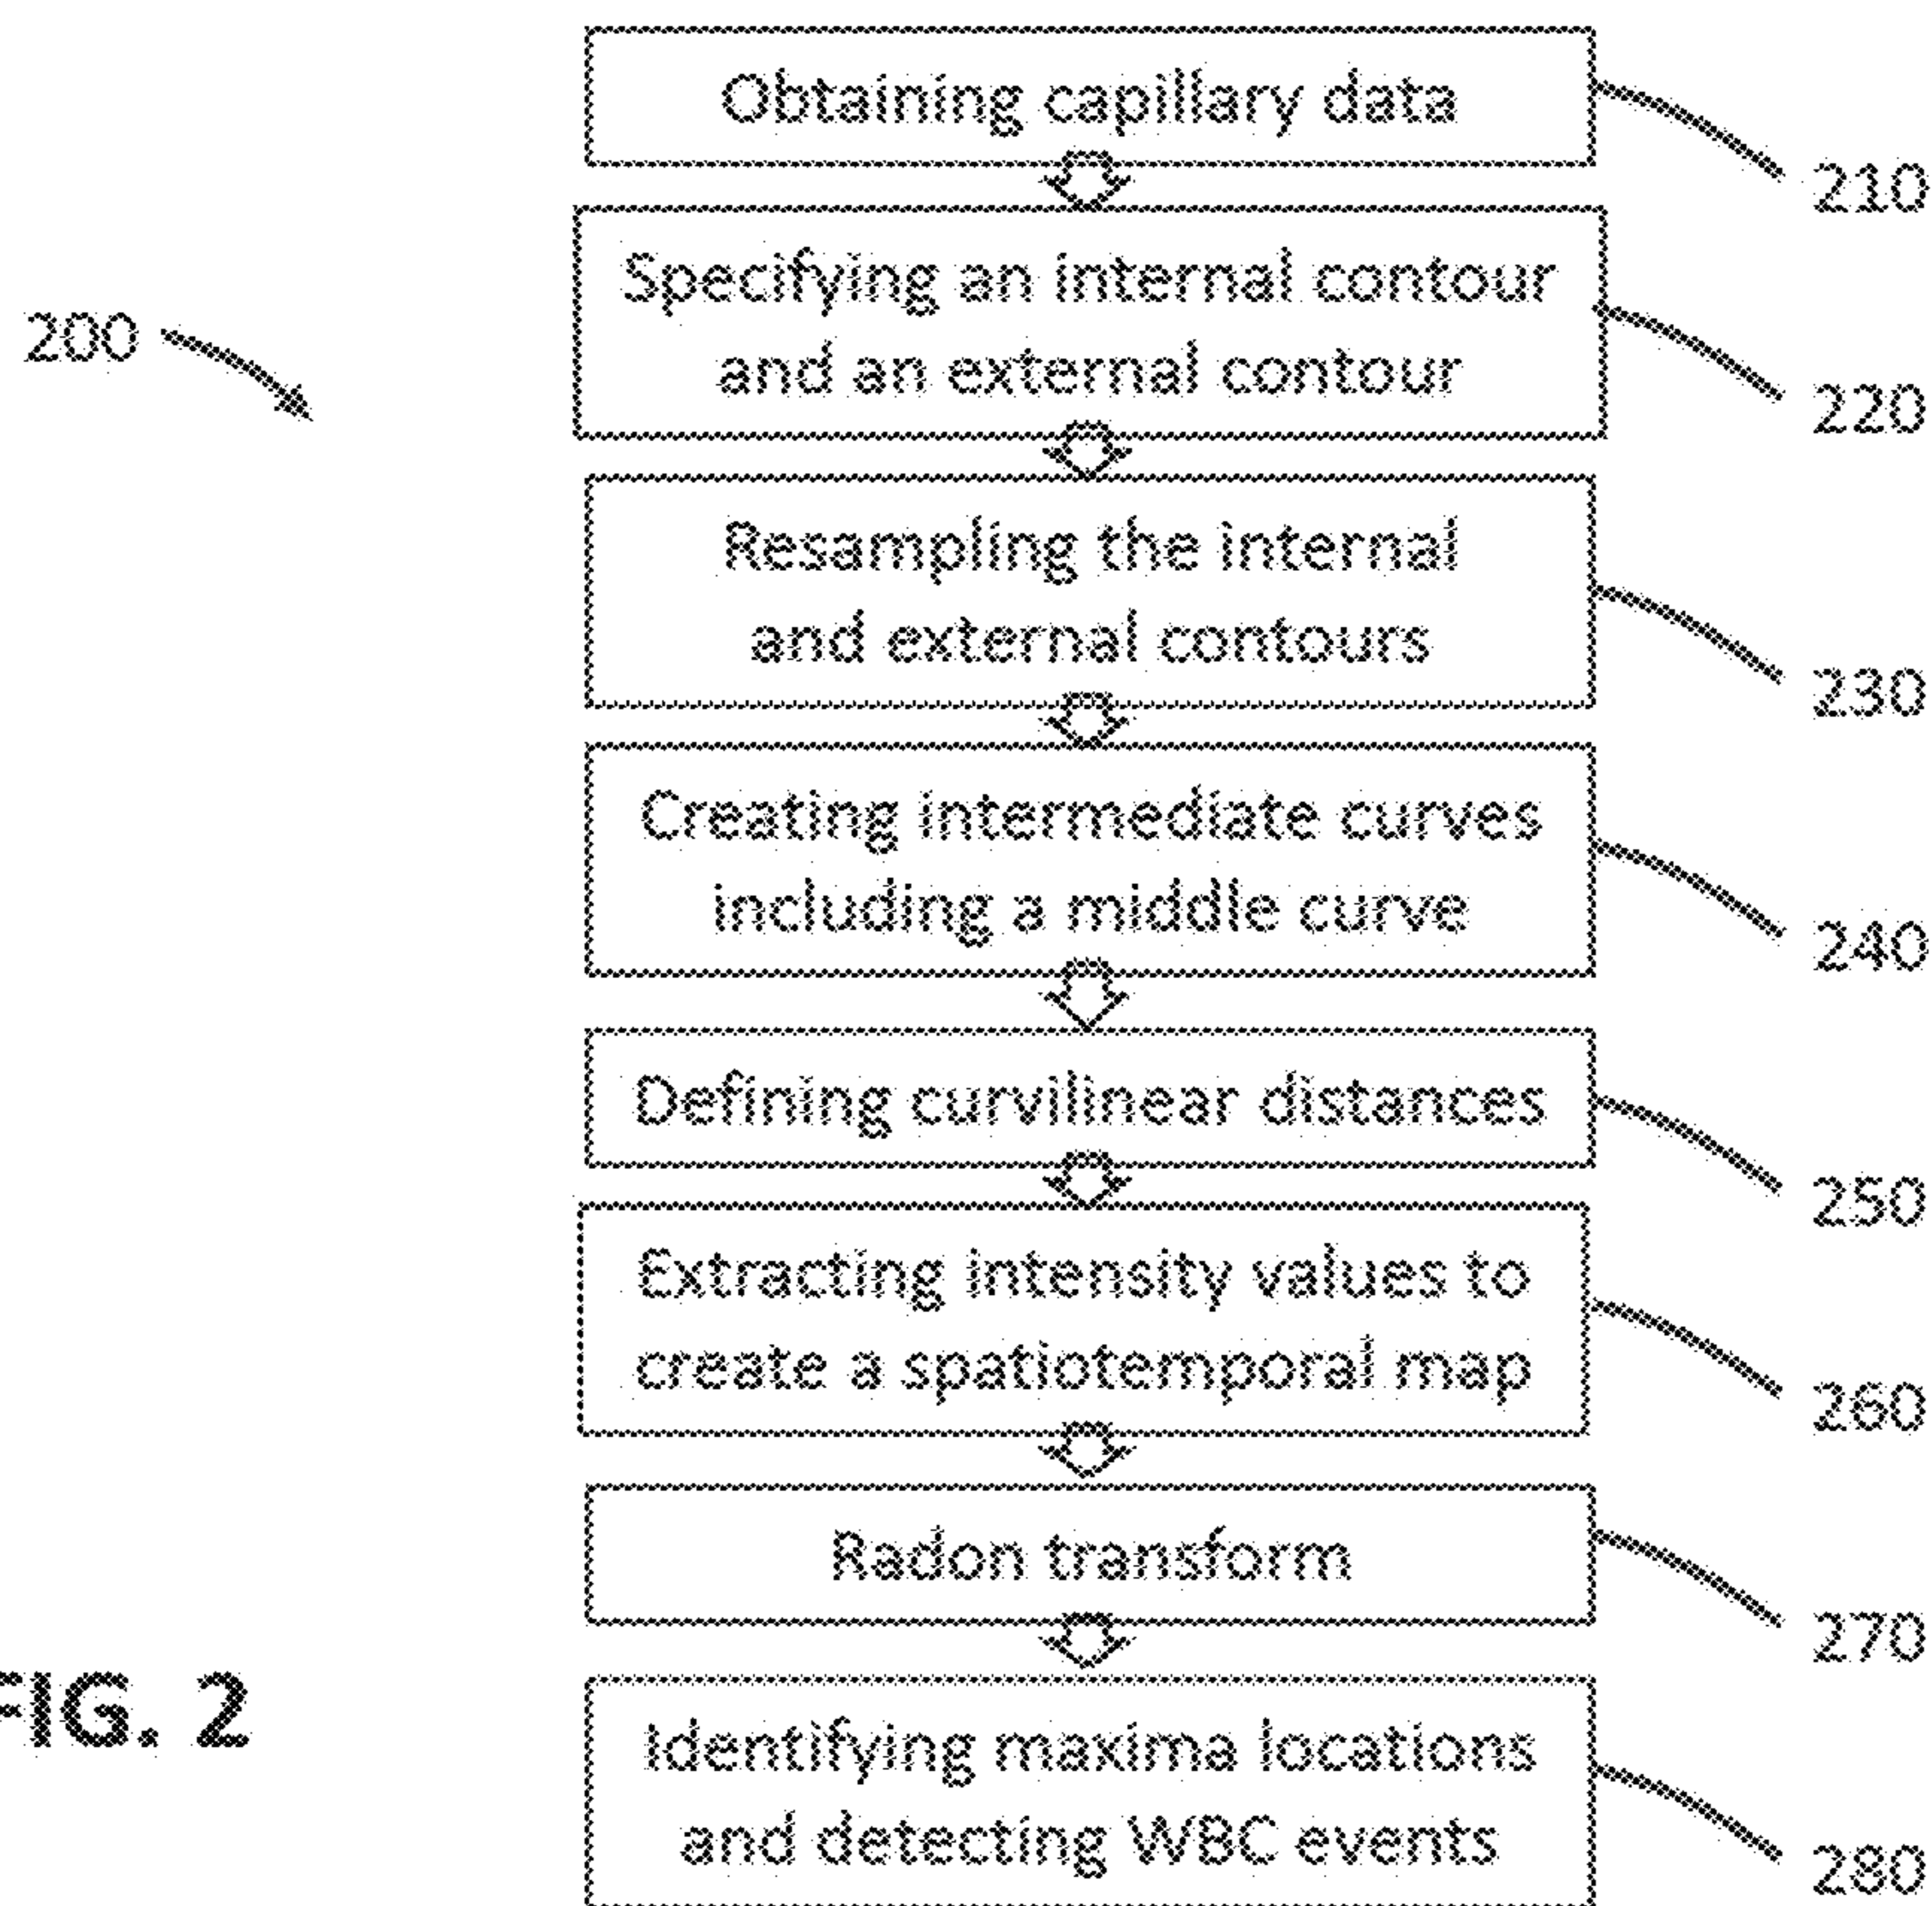 Obtaining capillary data
210
Specifying an internal contour
and an external contour
220
200
Resampling the internal
and external contours
230
Creating intermediate curves
including a middle curve
240
Defining curvilinear distances
250
Extracting intensity values to
create a spatiotemporal map
260
Radon transform
270
FIG. 2
Identifying maxima locations
and detecting WBC events
280